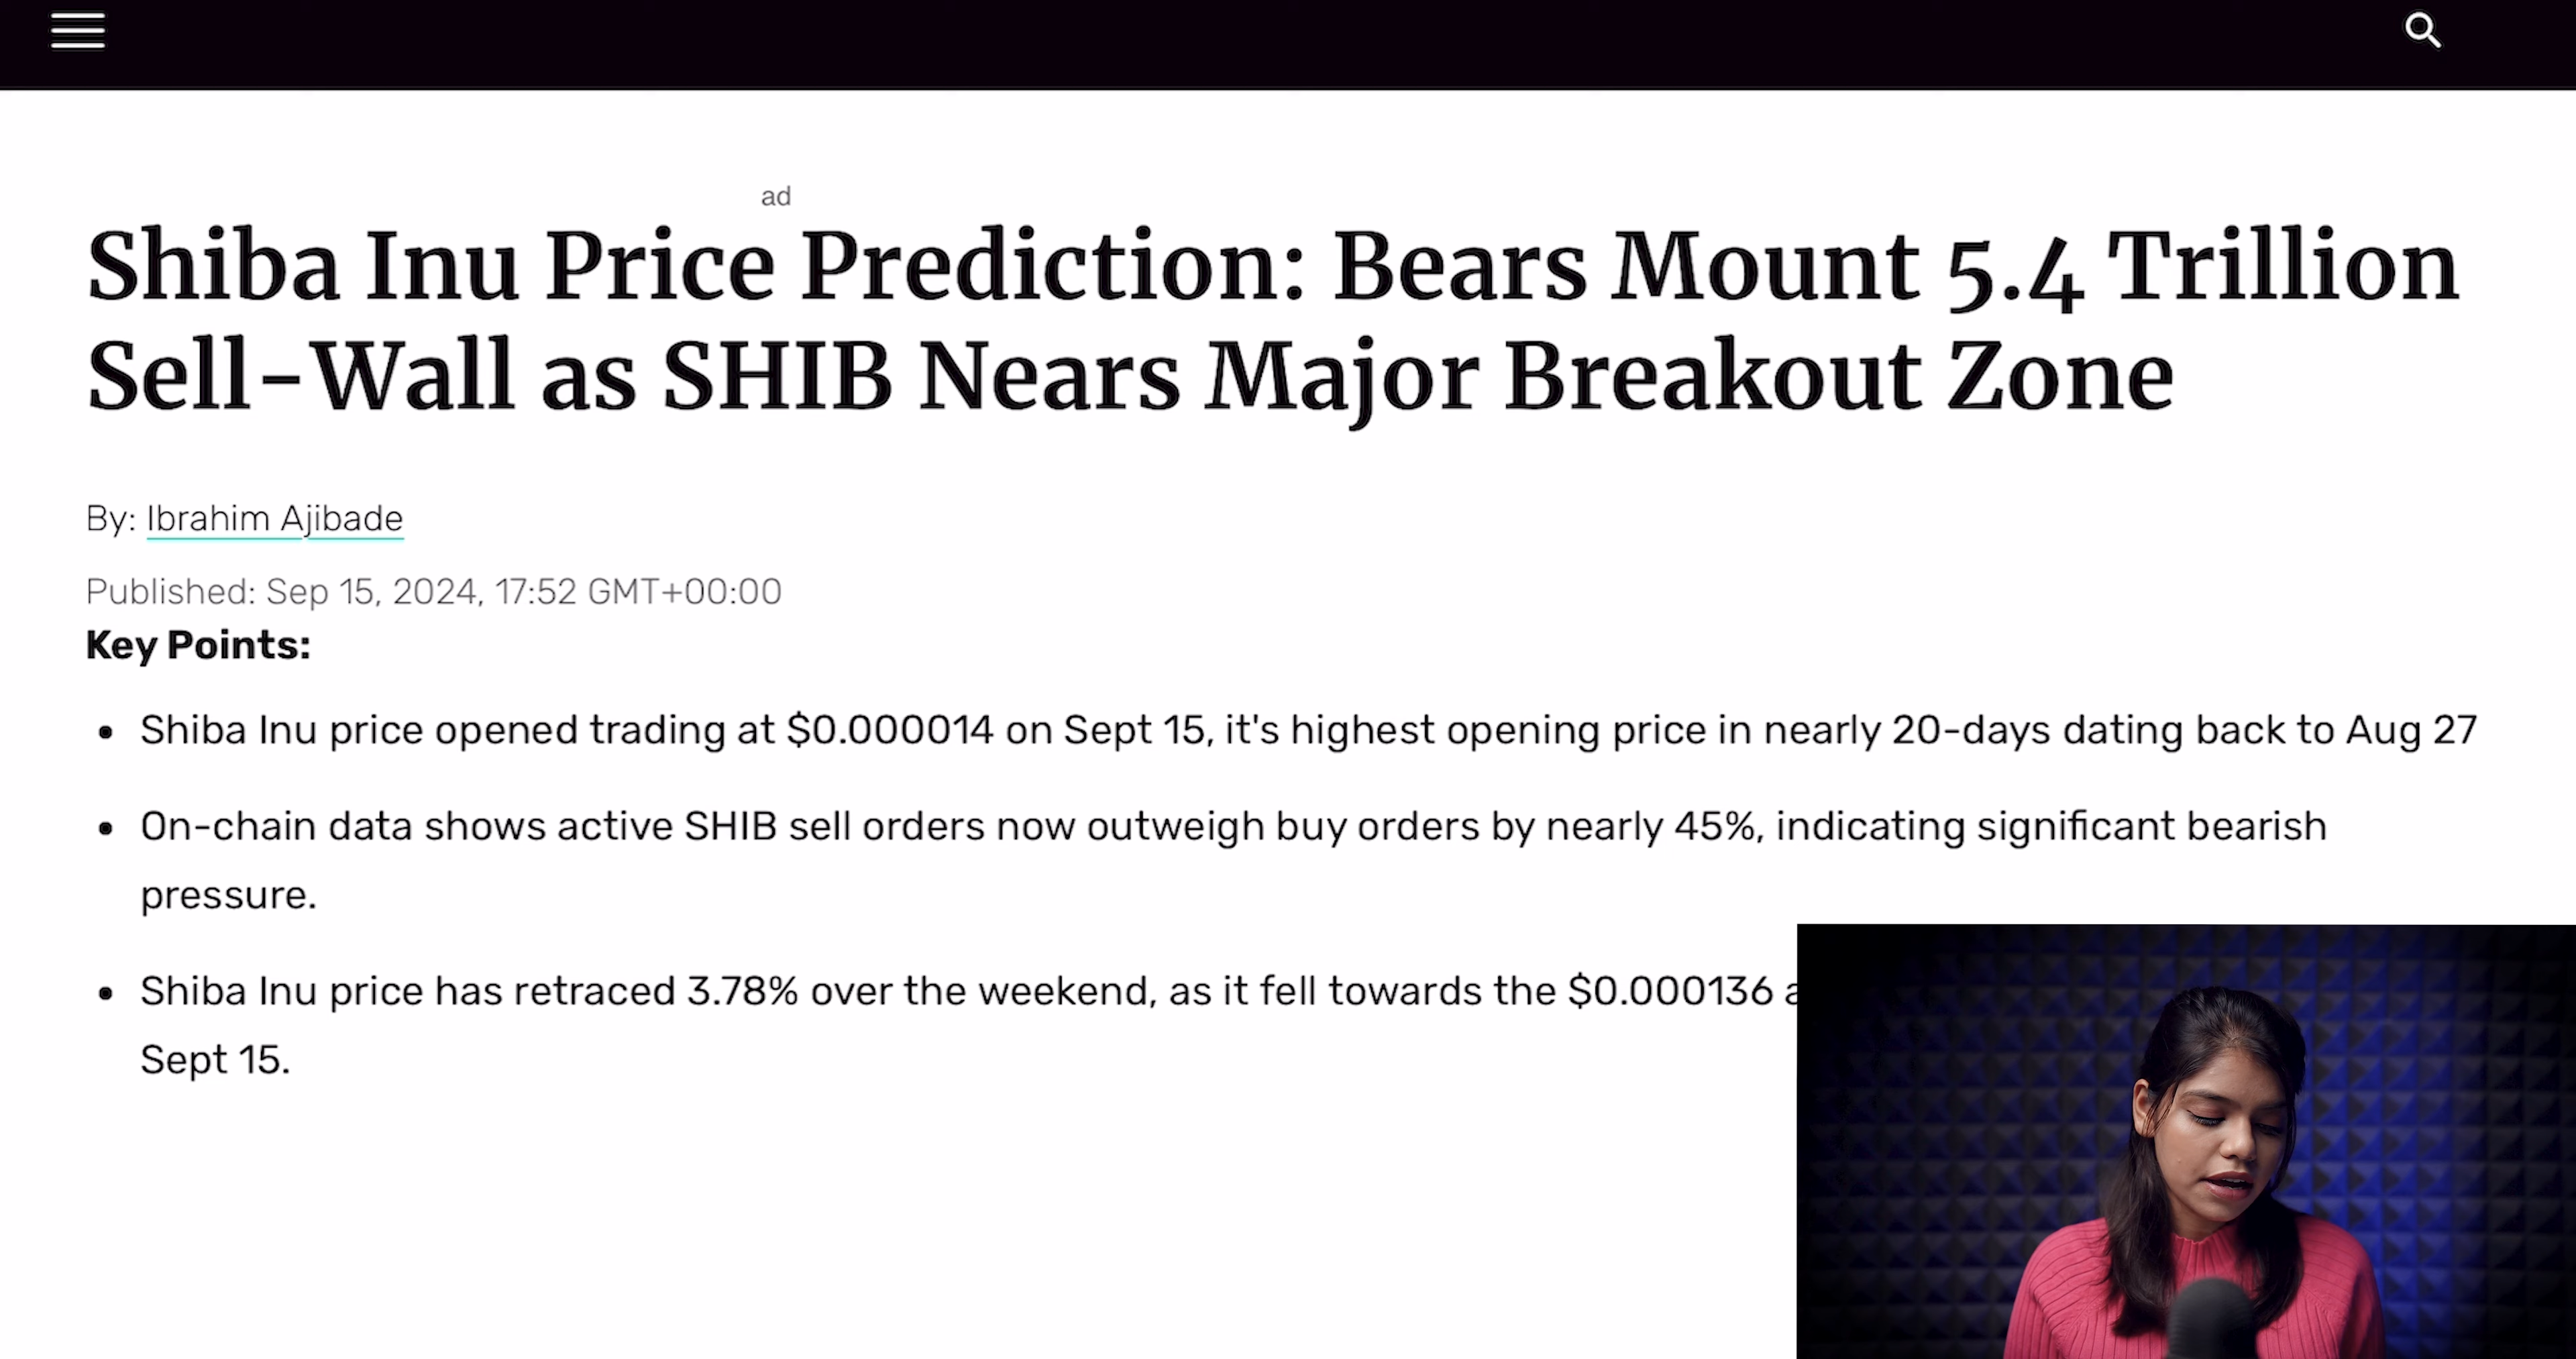 ad
Shiba Inu Price Prediction: Bears Mount 5.4 Trillion
Sell-Wall as SHIB Nears Major Breakout Zone
By: Ibrahim Ajibade
Published: Sep 15, 2024, 17:52 GMT+00:00
Key Points:
• Shiba Inu price opened trading at $0.000014 on Sept 15, it's highest opening price in nearly 20-days dating back to Aug 27
• On-chain data shows active SHIB sell orders now outweigh buy orders by nearly 45%, indicating significant bearish
pressure.
• Shiba Inu price has retraced 3.78% over the weekend, as it fell towards the $0.000136
Sept 15.